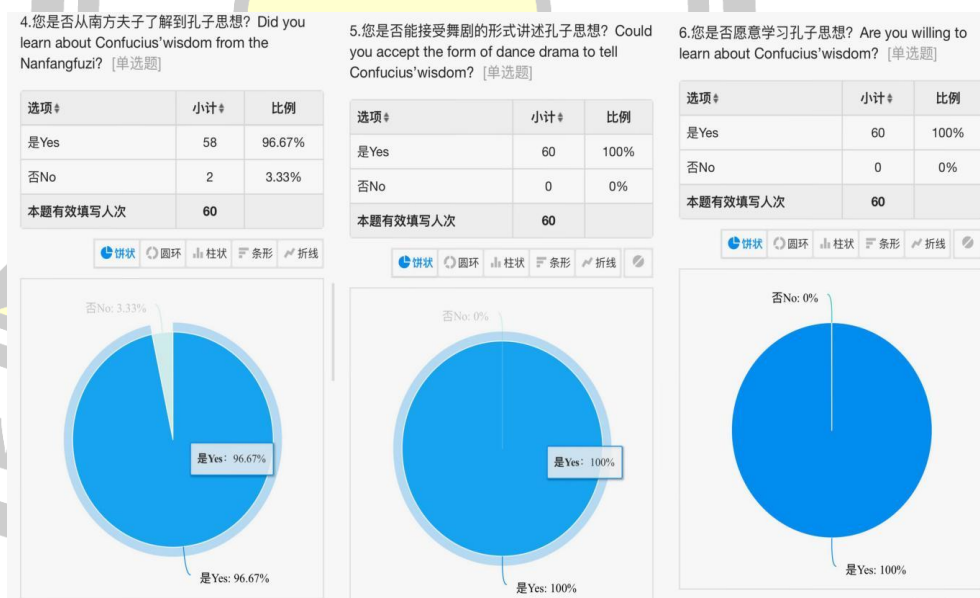 4.您是否从南方夫子了解到孔子思想? Did you
learn about Confucius'wisdom from the
Nanfangfuzi? [单选题]
选项 小计 比例
是Yes 58 96.67%
否No 2 3.33%
本题有效填写人次 60
饼状 圆环 柱状 条形 折线
否No: 3.33%
是Yes: 96.67%
是Yes: 96.67%
5.您是否能接受舞剧的形式讲述孔子思想? Could
you accept the form of dance drama to tell
Confucius'wisdom? [单选题]
选项 小计 比例
是Yes 60 100%
否No 0 0%
本题有效填写人次 60
饼状 圆环 柱状 条形 折线
否No: 0%
是Yes: 100%
是Yes: 100%
6.您是否愿意学习孔子思想? Are you willing to
learn about Confucius'wisdom? [单选题]
选项 小计 比例
是Yes 60 100%
否No 0 0%
本题有效填写人次 60
饼状 圆环 柱状 条形 折线
否No: 0%
是Yes: 100%